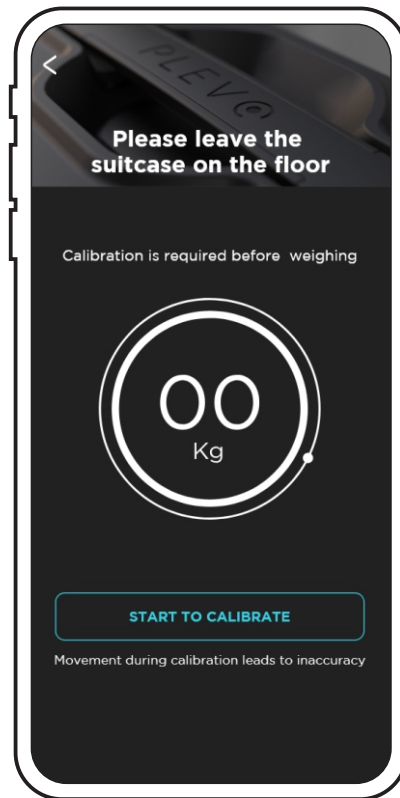 PLEVO
Please leave the
suitcase on the floor
Calibration is required before weighing
00
Kg
START TO CALIBRATE
Movement during calibration leads to inaccuracy